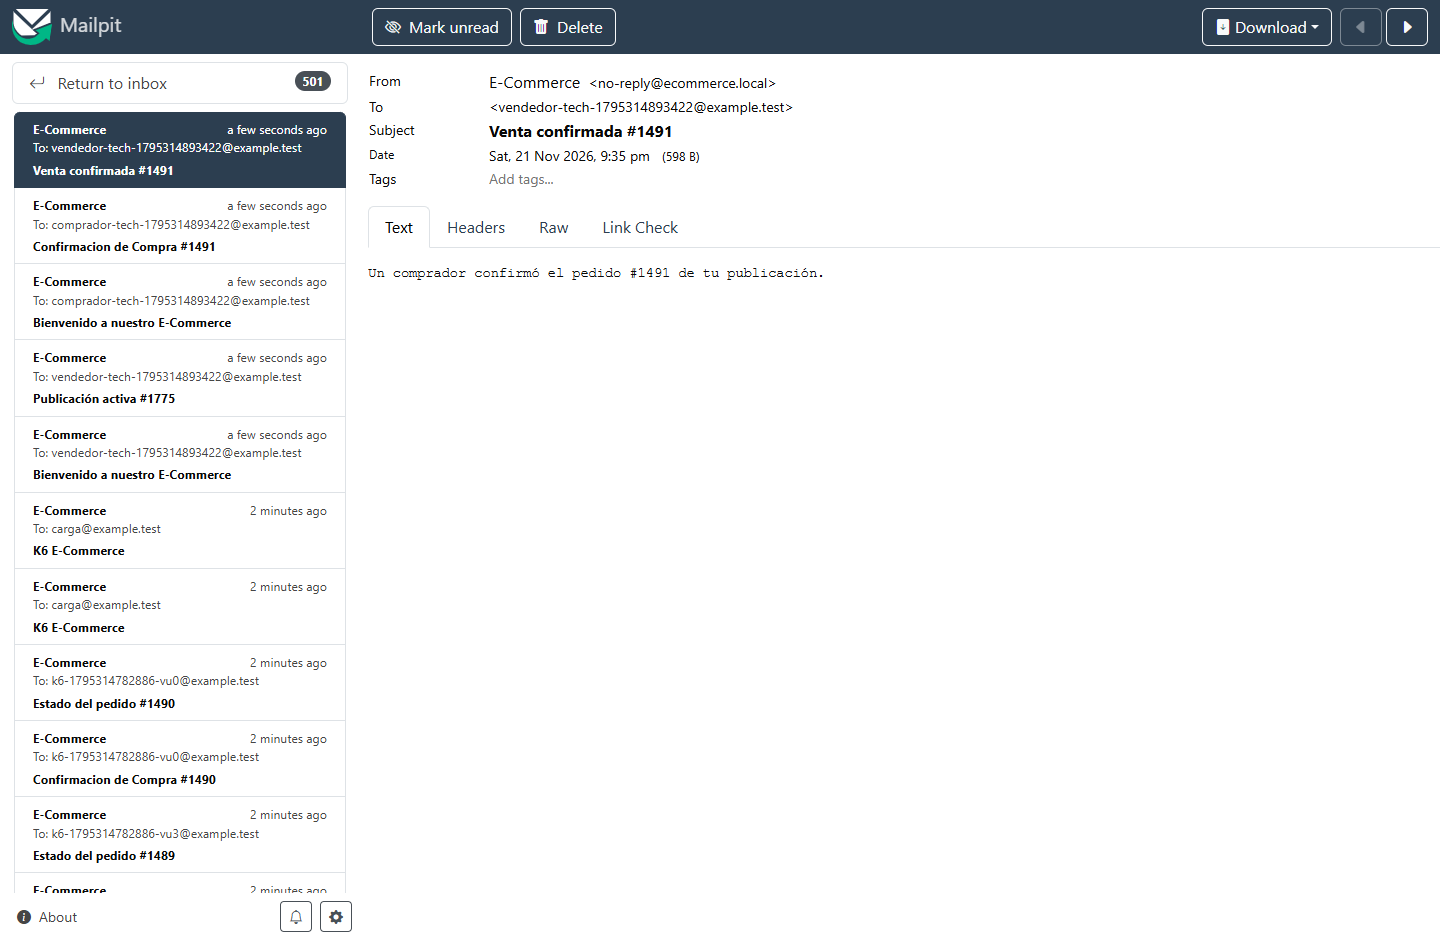 Mailpit
Mark unread
Delete
Download
Return to inbox 501
E-Commerce a few seconds ago
To: vendedor-tech-1795314893422@example.test
Venta confirmada #1491
E-Commerce a few seconds ago
To: comprador-tech-1795314893422@example.test
Confirmacion de Compra #1491
E-Commerce a few seconds ago
To: comprador-tech-1795314893422@example.test
Bienvenido a nuestro E-Commerce
E-Commerce a few seconds ago
To: vendedor-tech-1795314893422@example.test
Publicación activa #1775
E-Commerce a few seconds ago
To: vendedor-tech-1795314893422@example.test
Bienvenido a nuestro E-Commerce
E-Commerce 2 minutes ago
To: carga@example.test
K6 E-Commerce
E-Commerce 2 minutes ago
To: carga@example.test
K6 E-Commerce
E-Commerce 2 minutes ago
To: k6-1795314782886-vu0@example.test
Estado del pedido #1490
E-Commerce 2 minutes ago
To: k6-1795314782886-vu0@example.test
Confirmacion de Compra #1490
E-Commerce 2 minutes ago
To: k6-1795314782886-vu3@example.test
Estado del pedido #1489
E-Commerce 2 minutes ago
About
From E-Commerce <no-reply@ecommerce.local>
To <vendedor-tech-1795314893422@example.test>
Subject Venta confirmada #1491
Date Sat, 21 Nov 2026, 9:35 pm (598 B)
Tags Add tags...
Text Headers Raw Link Check
Un comprador confirmó el pedido #1491 de tu publicación.